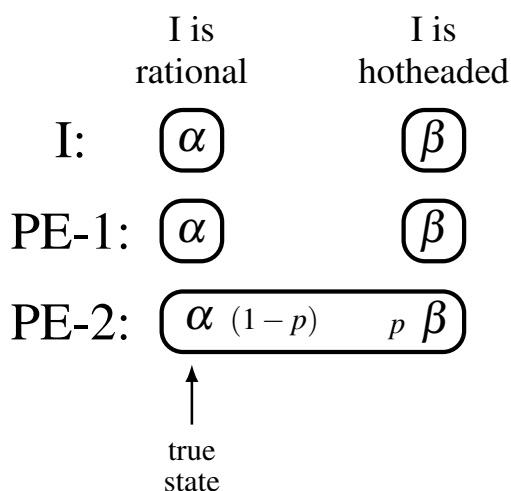 I is rational I is hotheaded
I: α β
PE-1: α β
PE-2: α (1 − p) p β
true
state